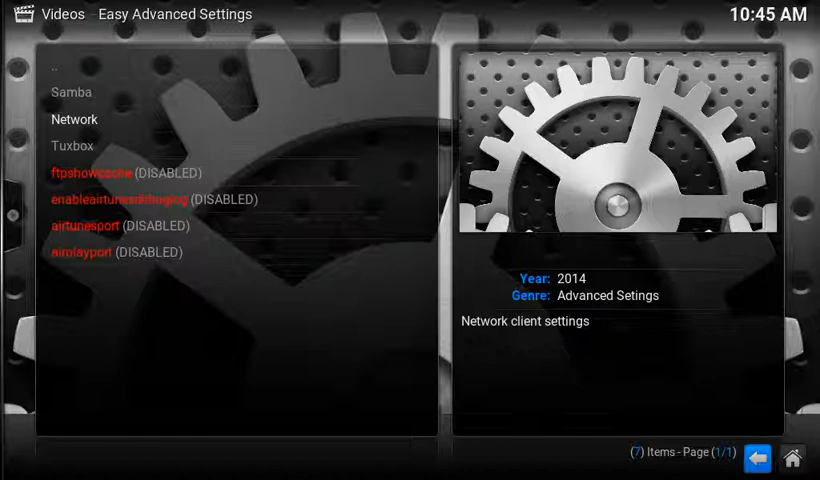 Videos - Easy Advanced Settings
10:45 AM
..
Samba
Network
Tuxbox
ftpshowcache (DISABLED)
enableairtunesdebuglog (DISABLED)
airtunesport (DISABLED)
airplayport (DISABLED)
Year: 2014
Genre: Advanced Setings
Network client settings
(7) Items - Page (1/1)